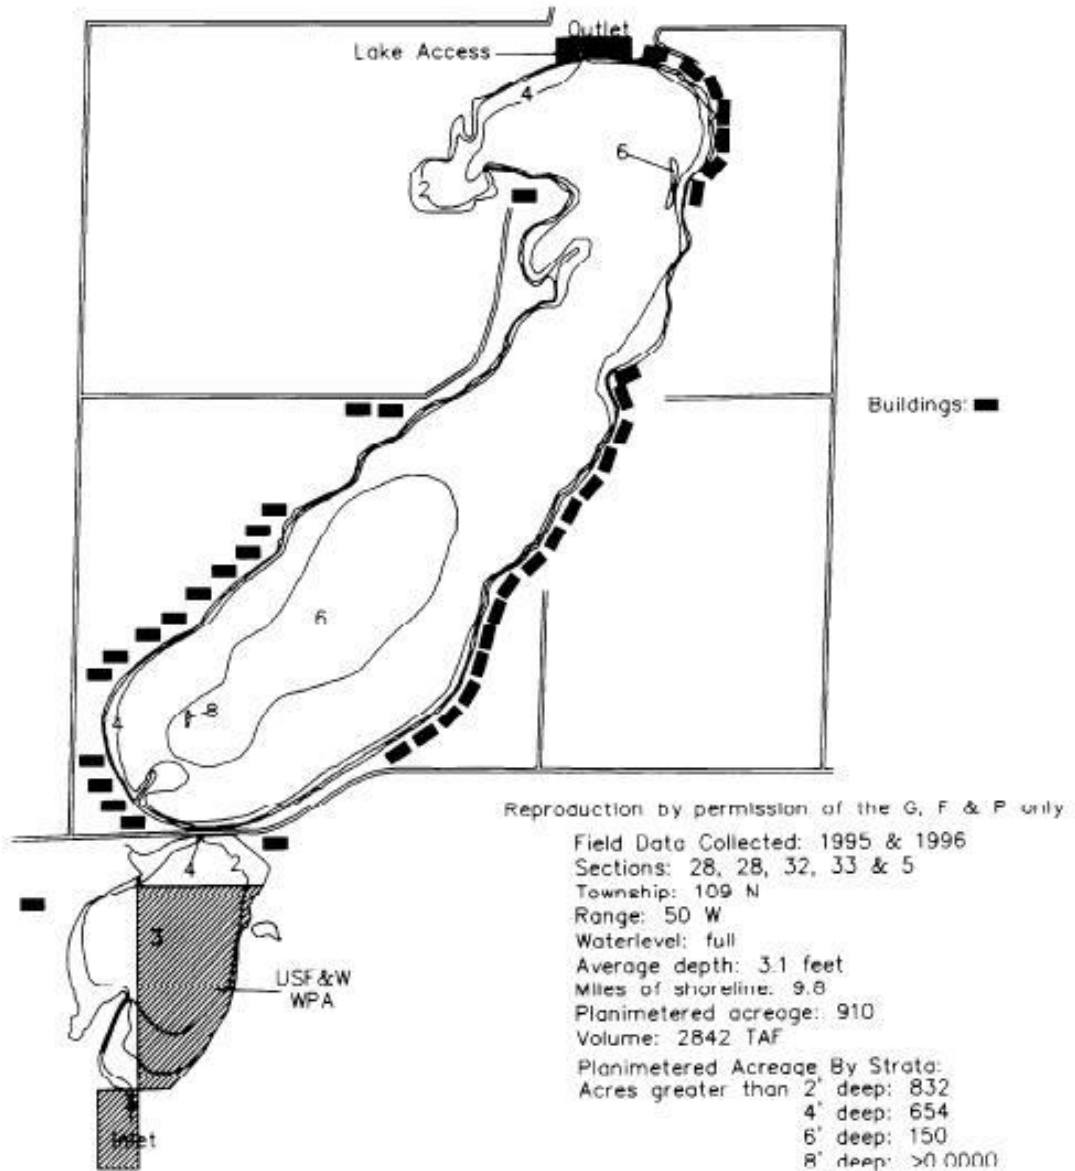 Outlet
Lake Access
4
6
2
Buildings:
6
8
4
Reproduction by permission of the G, F & P only
Field Data Collected: 1995 & 1996
4
2
Sections: 28, 28, 32, 33 & 5
Township: 109 N
Range: 50 W
3
Waterlevel: full
Average depth: 3.1 feet
USF&W
WPA
Miles of shoreline: 9.8
Planimetered acreage: 910
Volume: 2842 TAF
Planimetered Acreage By Strata:
Acres greater than 2' deep: 832
4' deep: 654
6' deep: 150
8' deep: >0.0000
Inlet